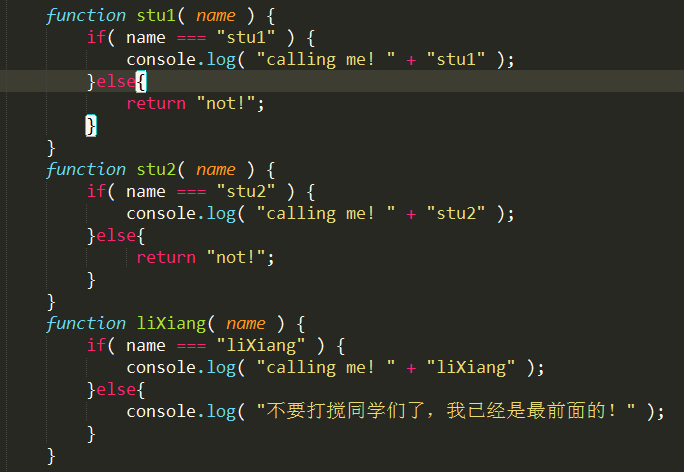 function stu1( name ) {
    if( name === "stu1" ) {
        console.log( "calling me! " + "stu1" );
    }else{
        return "not!";
    }
}
function stu2( name ) {
    if( name === "stu2" ) {
        console.log( "calling me! " + "stu2" );
    }else{
         return "not!";
    }
}
function liXiang( name ) {
    if( name === "liXiang" ) {
        console.log( "calling me! " + "liXiang" );
    }else{
        console.log( "不要打搅同学们了，我已经是最前面的！" );
    }
}